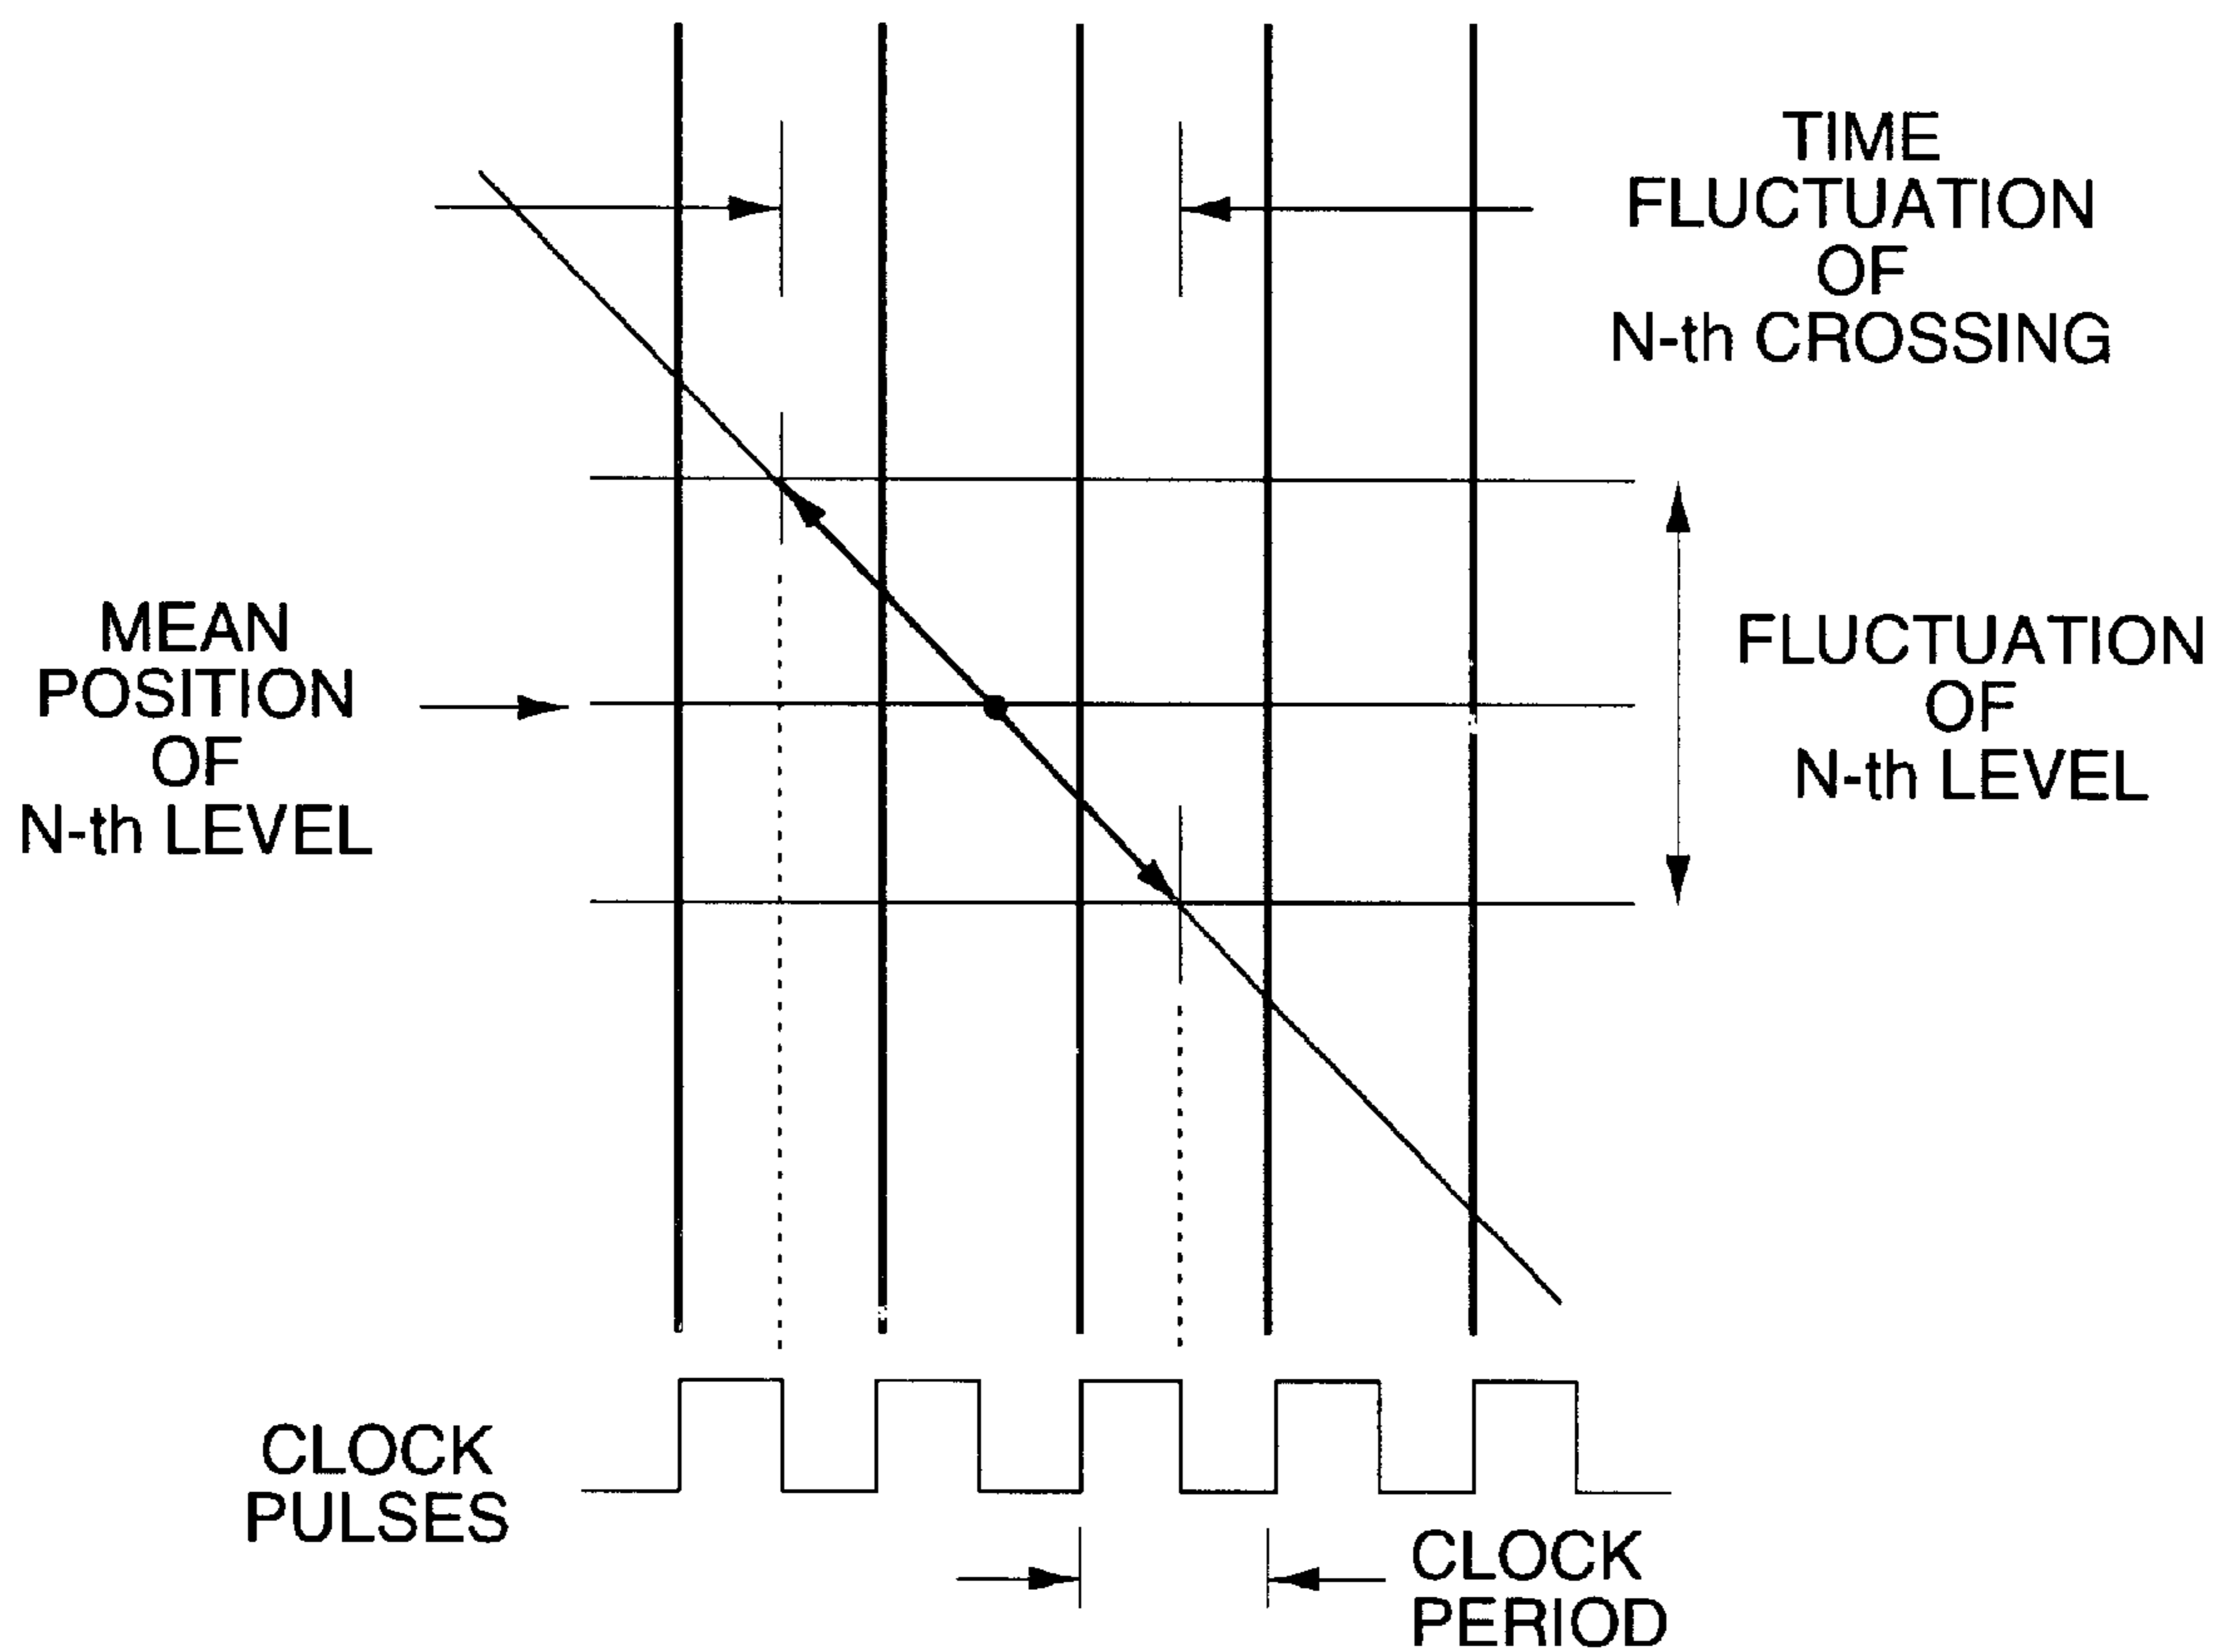 TIME
FLUCTUATION
OF
N-th CROSSING
MEAN
POSITION
OF
N-th LEVEL
FLUCTUATION
OF
N-th LEVEL
CLOCK
PULSES
CLOCK
PERIOD